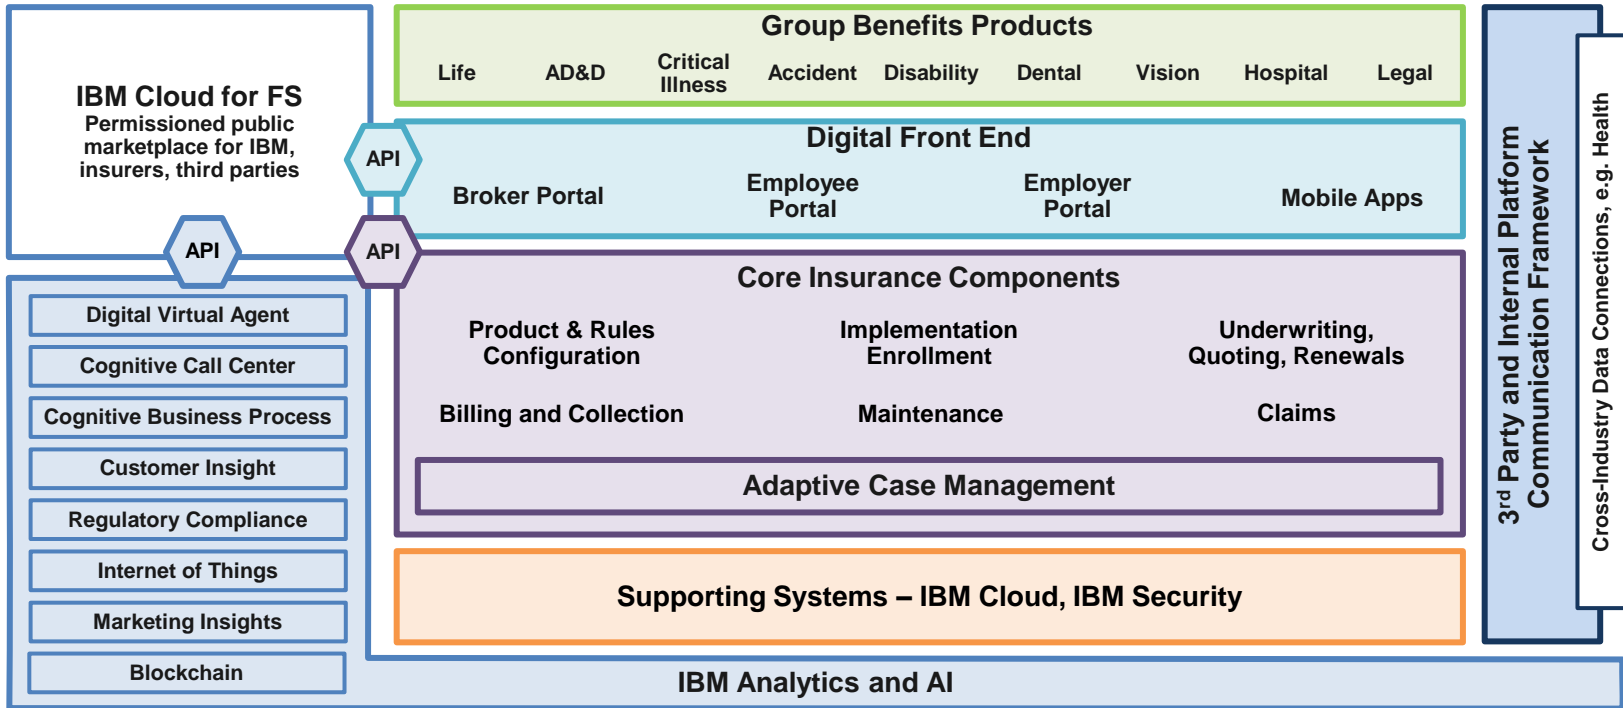 IBM Cloud for FS
Permissioned public
marketplace for IBM,
insurers, third parties
API
API
API
Digital Virtual Agent
Cognitive Call Center
Cognitive Business Process
Customer Insight
Regulatory Compliance
Internet of Things
Marketing Insights
Blockchain
Group Benefits Products
Life
AD&D
Critical
Illness
Accident
Disability
Dental
Vision
Hospital
Legal
Digital Front End
Broker Portal
Employee
Portal
Employer
Portal
Mobile Apps
Core Insurance Components
Product & Rules
Configuration
Implementation
Enrollment
Underwriting,
Quoting, Renewals
Billing and Collection
Maintenance
Claims
Adaptive Case Management
Supporting Systems – IBM Cloud, IBM Security
IBM Analytics and AI
3rd Party and Internal Platform
Communication Framework
Cross-Industry Data Connections, e.g. Health